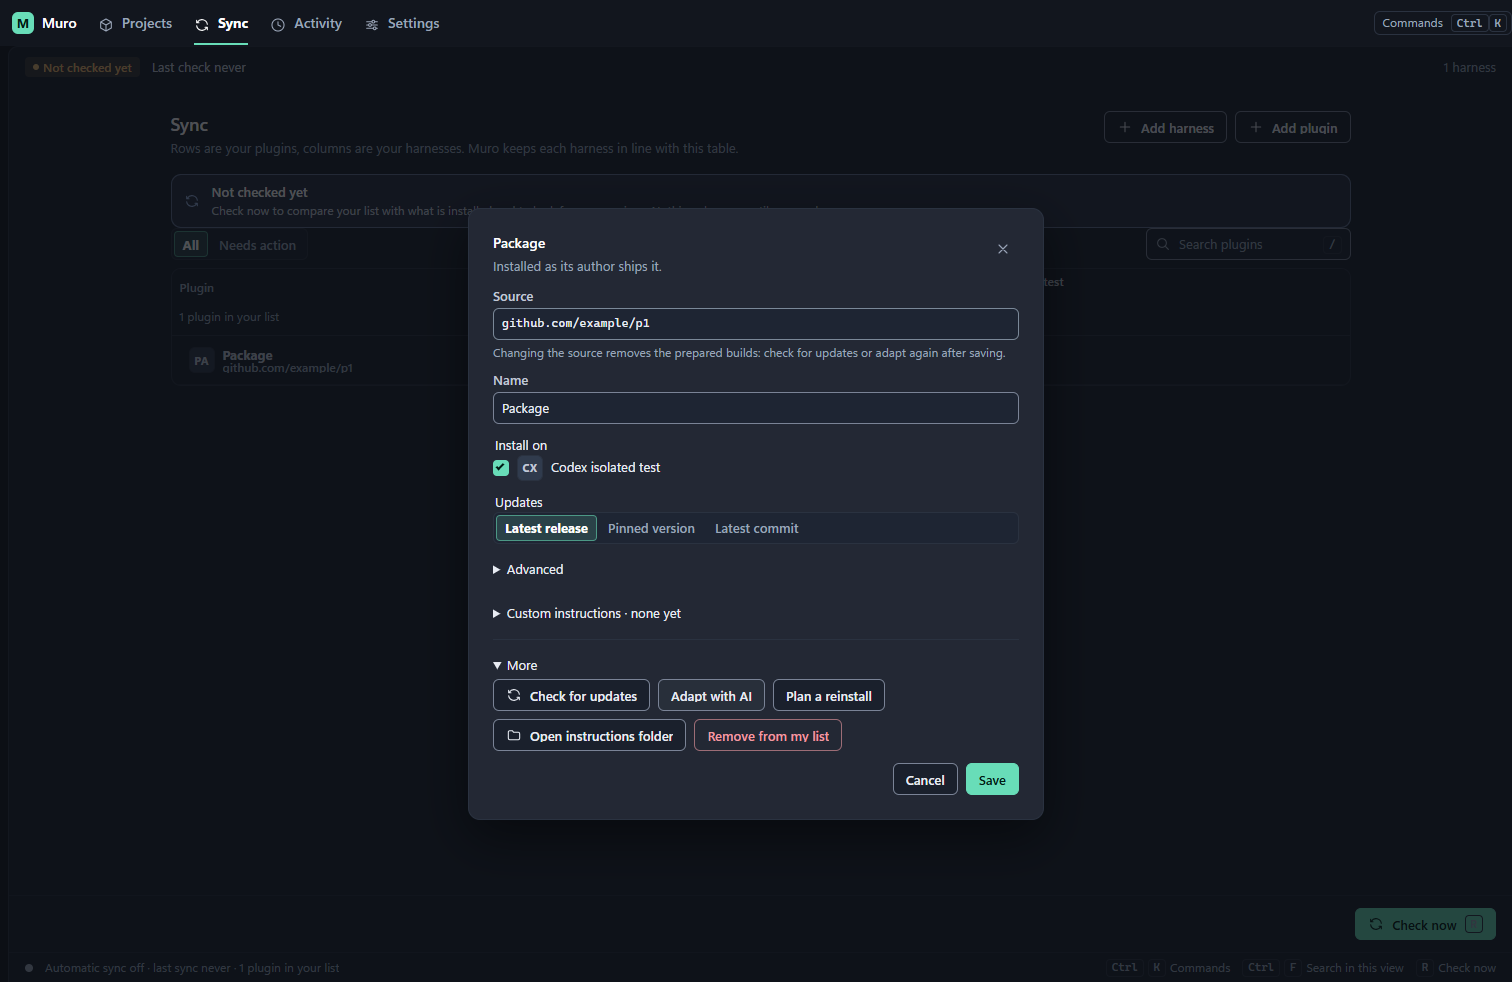 M Muro Projects Sync Activity Settings Commands Ctrl K
Not checked yet Last check never 1 harness
Sync
Rows are your plugins, columns are your harnesses. Muro keeps each harness in line with this table.
Add harness Add plugin
Not checked yet
Check now to compare your list with what is
All Needs action Search plugins /
Plugin
1 plugin in your list
PA Package
github.com/example/p1
Package
Installed as its author ships it.
Source
github.com/example/p1
Changing the source removes the prepared builds: check for updates or adapt again after saving.
Name
Package
Install on
CX Codex isolated test
Updates
Latest release Pinned version Latest commit
Advanced
Custom instructions · none yet
More
Check for updates Adapt with AI Plan a reinstall
Open instructions folder Remove from my list
Cancel Save
Check now
Automatic sync off · last sync never · 1 plugin in your list Ctrl K Commands Ctrl F Search in this view R Check now